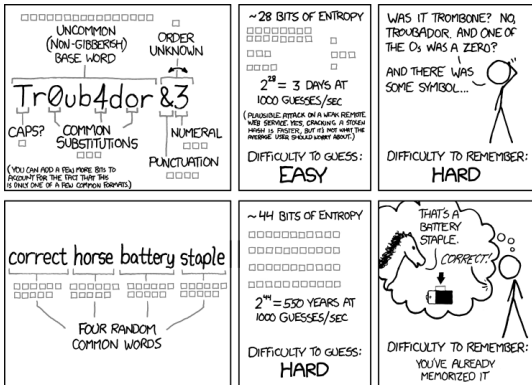 UNCOMMON
(NON-GIBBERISH)
BASE WORD
ORDER
UNKNOWN
Tr0ub4dor &3
CAPS?
COMMON
SUBSTITUTIONS
NUMERAL
PUNCTUATION
(YOU CAN ADD A FEW MORE BITS TO
ACCOUNT FOR THE FACT THAT THIS
IS ONLY ONE OF A FEW COMMON FORMATS.)
~28 BITS OF ENTROPY
2^28 = 3 DAYS AT
1000 GUESSES/SEC
(PLAUSIBLE ATTACK ON A WEAK REMOTE
WEB SERVICE. YES, CRACKING A STOLEN
HASH IS FASTER, BUT IT'S NOT WHAT THE
AVERAGE USER SHOULD WORRY ABOUT.)
DIFFICULTY TO GUESS:
EASY
WAS IT TROMBONE? NO,
TROUBADOR. AND ONE OF
THE Os WAS A ZERO?
AND THERE WAS
SOME SYMBOL...
DIFFICULTY TO REMEMBER:
HARD
correct horse battery staple
FOUR RANDOM
COMMON WORDS
~44 BITS OF ENTROPY
2^44 = 550 YEARS AT
1000 GUESSES/SEC
DIFFICULTY TO GUESS:
HARD
THAT'S A
BATTERY
STAPLE.
CORRECT!
DIFFICULTY TO REMEMBER:
YOU'VE ALREADY
MEMORIZED IT